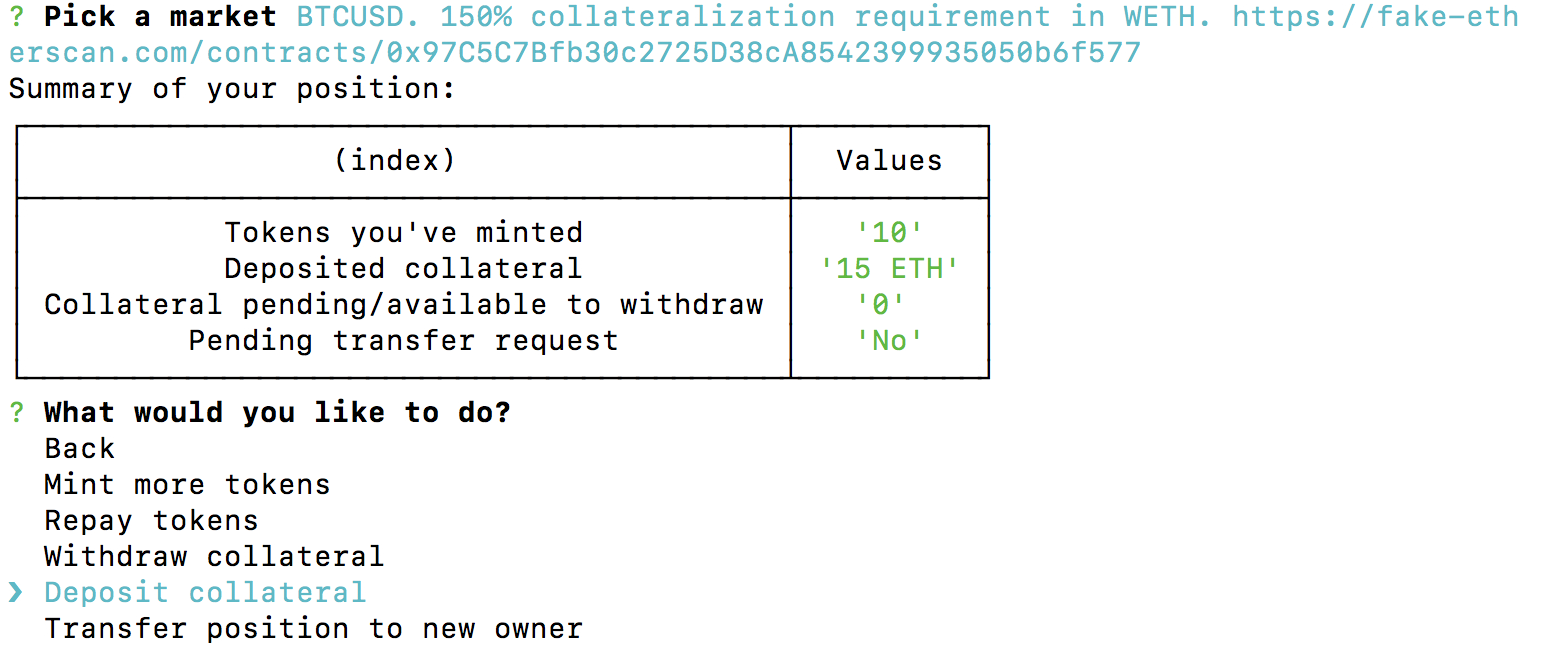 ? Pick a market BTCUSD. 150% collateralization requirement in WETH. https://fake-eth
erscan.com/contracts/0x97C5C7Bfb30c2725D38cA8542399935050b6f577
Summary of your position:
(index) Values
Tokens you've minted '10'
Deposited collateral '15 ETH'
Collateral pending/available to withdraw '0'
Pending transfer request 'No'
? What would you like to do?
Back
Mint more tokens
Repay tokens
Withdraw collateral
❯ Deposit collateral
Transfer position to new owner